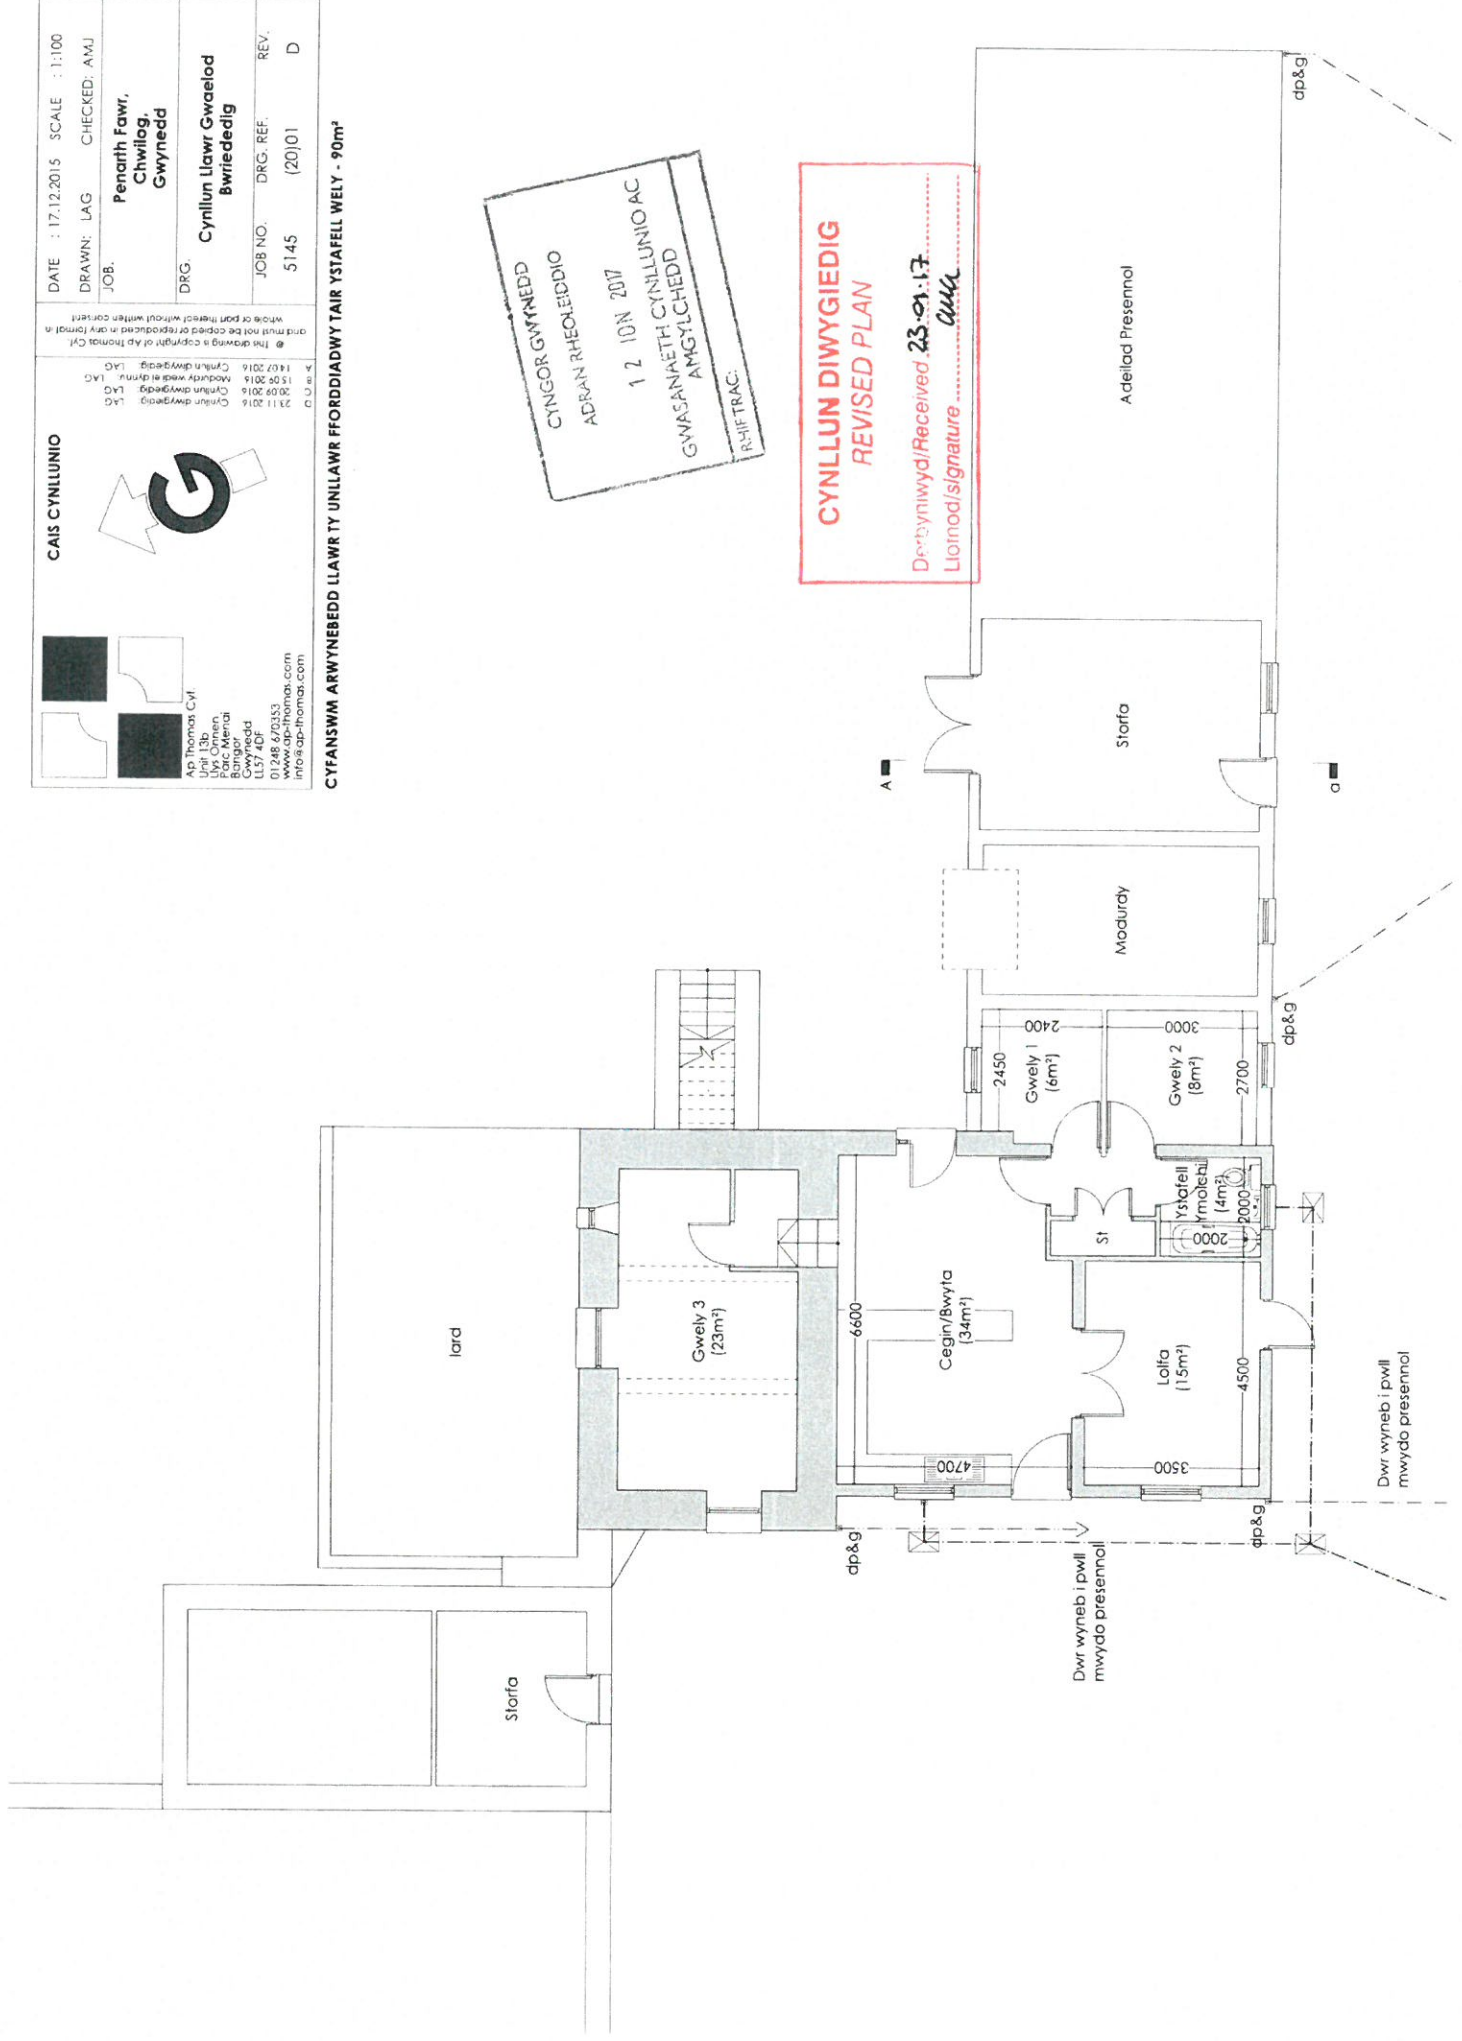 CAIS CYNLLUNIO
Ap Thomas Cyf.
Unit 13b
Llys Onnen
Parc Menai
Bangor
Gwynedd
LL57 4DF
01248 670353
www.ap-thomas.com
info@ap-thomas.com
D 23.11.2016 Cynllun diwygiedig: LAG
C 20.09.2016 Cynllun diwygiedig: LAG
B 15.09.2016 Modurdy wedi ei dynnu: LAG
A 14.07.2016 Cynllun diwygiedig: LAG
© This drawing is copyright of Ap Thomas Cyf.
and must not be copied or reproduced in any format in
whole or part thereof without written consent
DATE : 17.12.2015 SCALE : 1:100
DRAWN: LAG CHECKED: AMJ
JOB.
Penarth Fawr,
Chwilog,
Gwynedd
DRG.
Cynllun Llawr Gwaelod
Bwriededig
JOB NO. DRG. REF. REV.
5145 (20)01 D
CYFANSWM ARWYNEBEDD LLAWR TY UNLLAWR FFORDDIADWY TAIR YSTAFELL WELY - 90m²
CYNGOR GWYNEDD
ADRAN RHEOLEIDDIO
12 ION 2017
GWASANAETH CYNLLUNIO AC
AMGYLCHEDD
RHIF TRAC:
CYNLLUN DIWYGIEDIG
REVISED PLAN
Derbyniwyd/Received 23.01.17
Llofnod/signature
Iard
Storfa
Gwely 3
(23m²)
6600
Cegin/Bwyta
(34m²)
4700
St
Lolfa
(15m²)
4500
3500
Ystafell
Ymolchi
(4m²)
2000
2000
2450
2400
Gwely 1
(6m²)
3000
Gwely 2
(8m²)
2700
Modurdy
Storfa
A
a
Adeilad Presennol
dp&g
dp&g
dp&g
dp&g
Dwr wyneb i pwll
mwydo presennol
Dwr wyneb i pwll
mwydo presennol